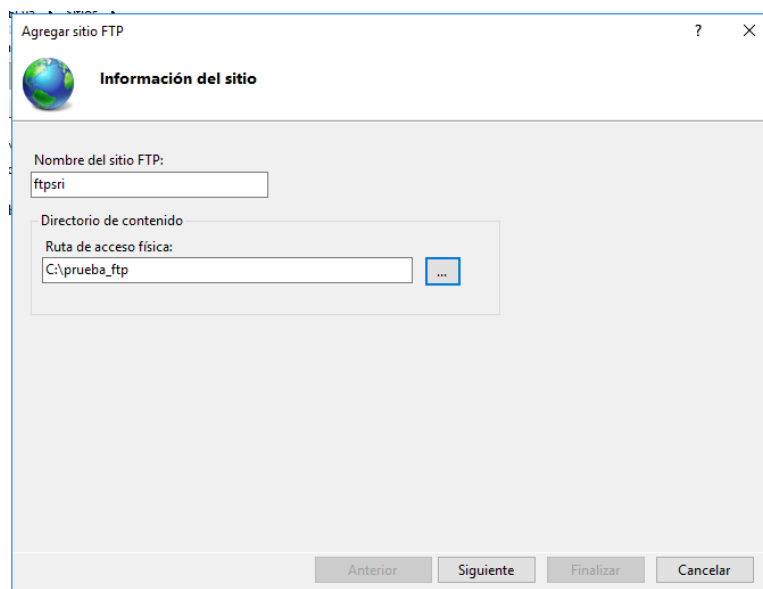 Agregar sitio FTP ? ✕
Información del sitio
Nombre del sitio FTP:
ftpsri
Directorio de contenido
Ruta de acceso física:
C:\prueba_ftp
...
Anterior Siguiente Finalizar Cancelar